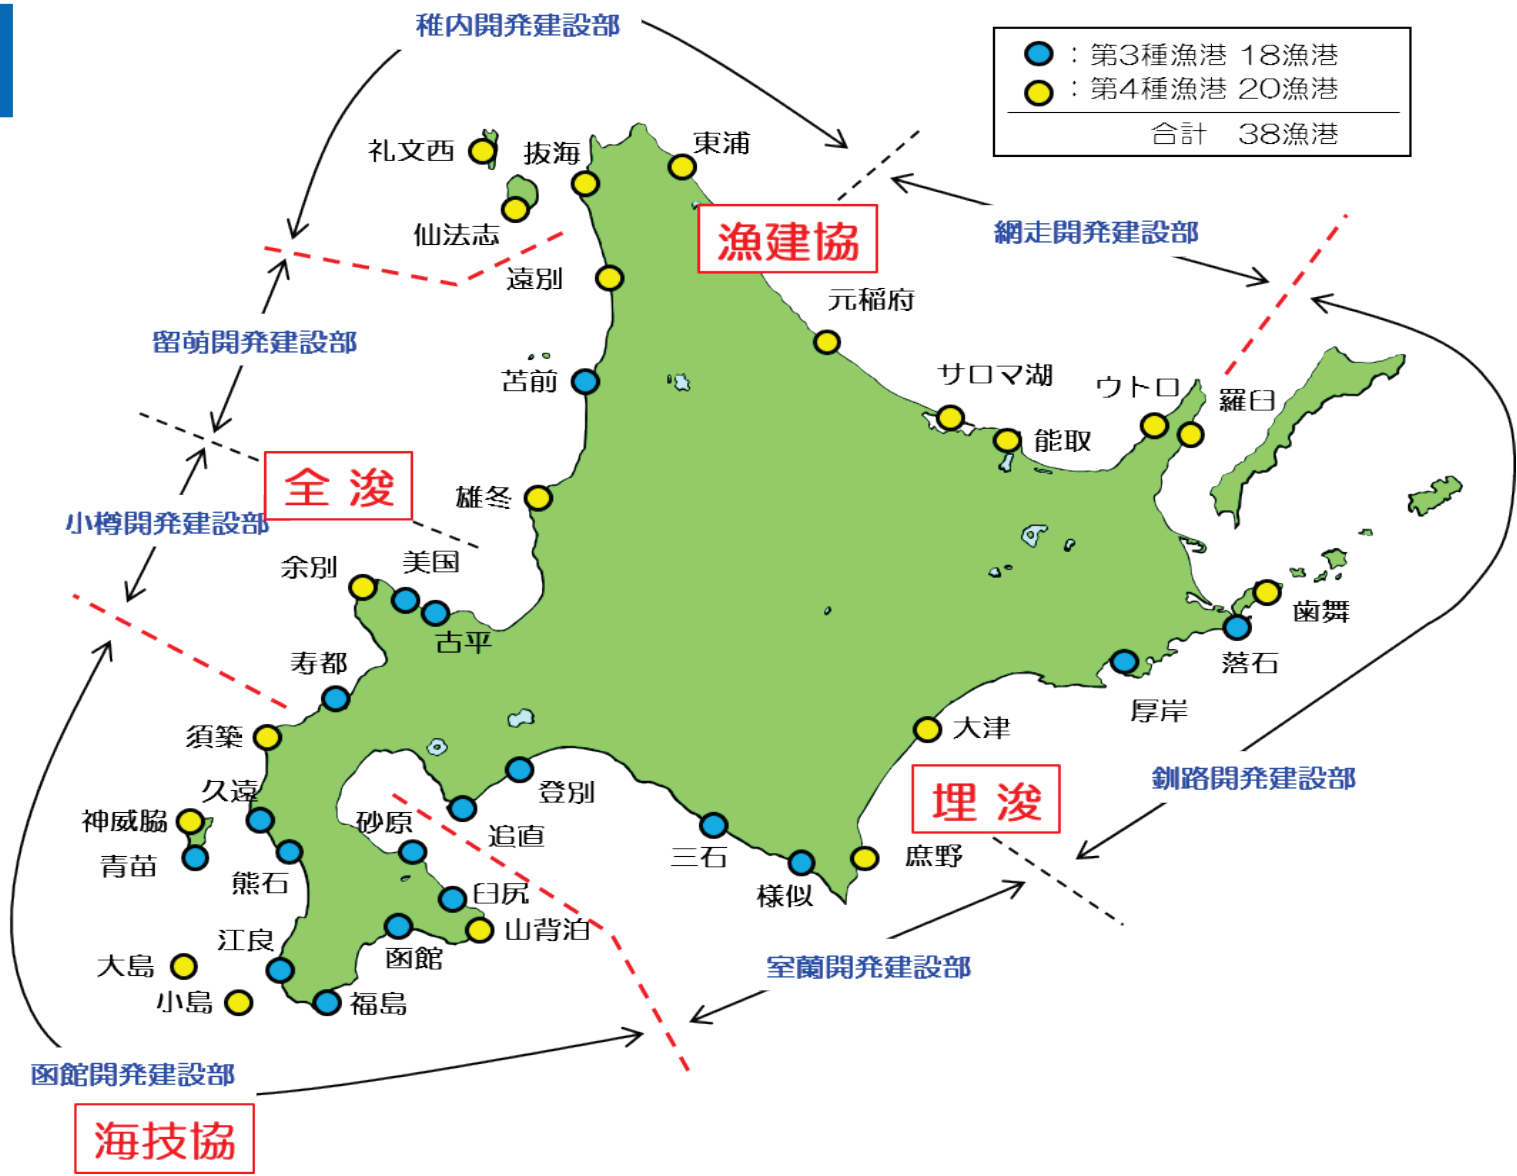 稚内開発建設部
：第3種漁港 18漁港
：第4種漁港 20漁港
合計 38漁港
礼文西
抜海
東浦
仙法志
漁建協
網走開発建設部
遠別
元稲府
留萌開発建設部
苫前
サロマ湖
ウトロ
羅臼
能取
全 浚
雄冬
小樽開発建設部
余別
美国
古平
歯舞
寿都
落石
厚岸
須築
大津
釧路開発建設部
久遠
登別
埋 浚
神威脇
砂原
追直
三石
庶野
青苗
熊石
様似
臼尻
山背泊
江良
函館
大島
室蘭開発建設部
小島
福島
函館開発建設部
海技協